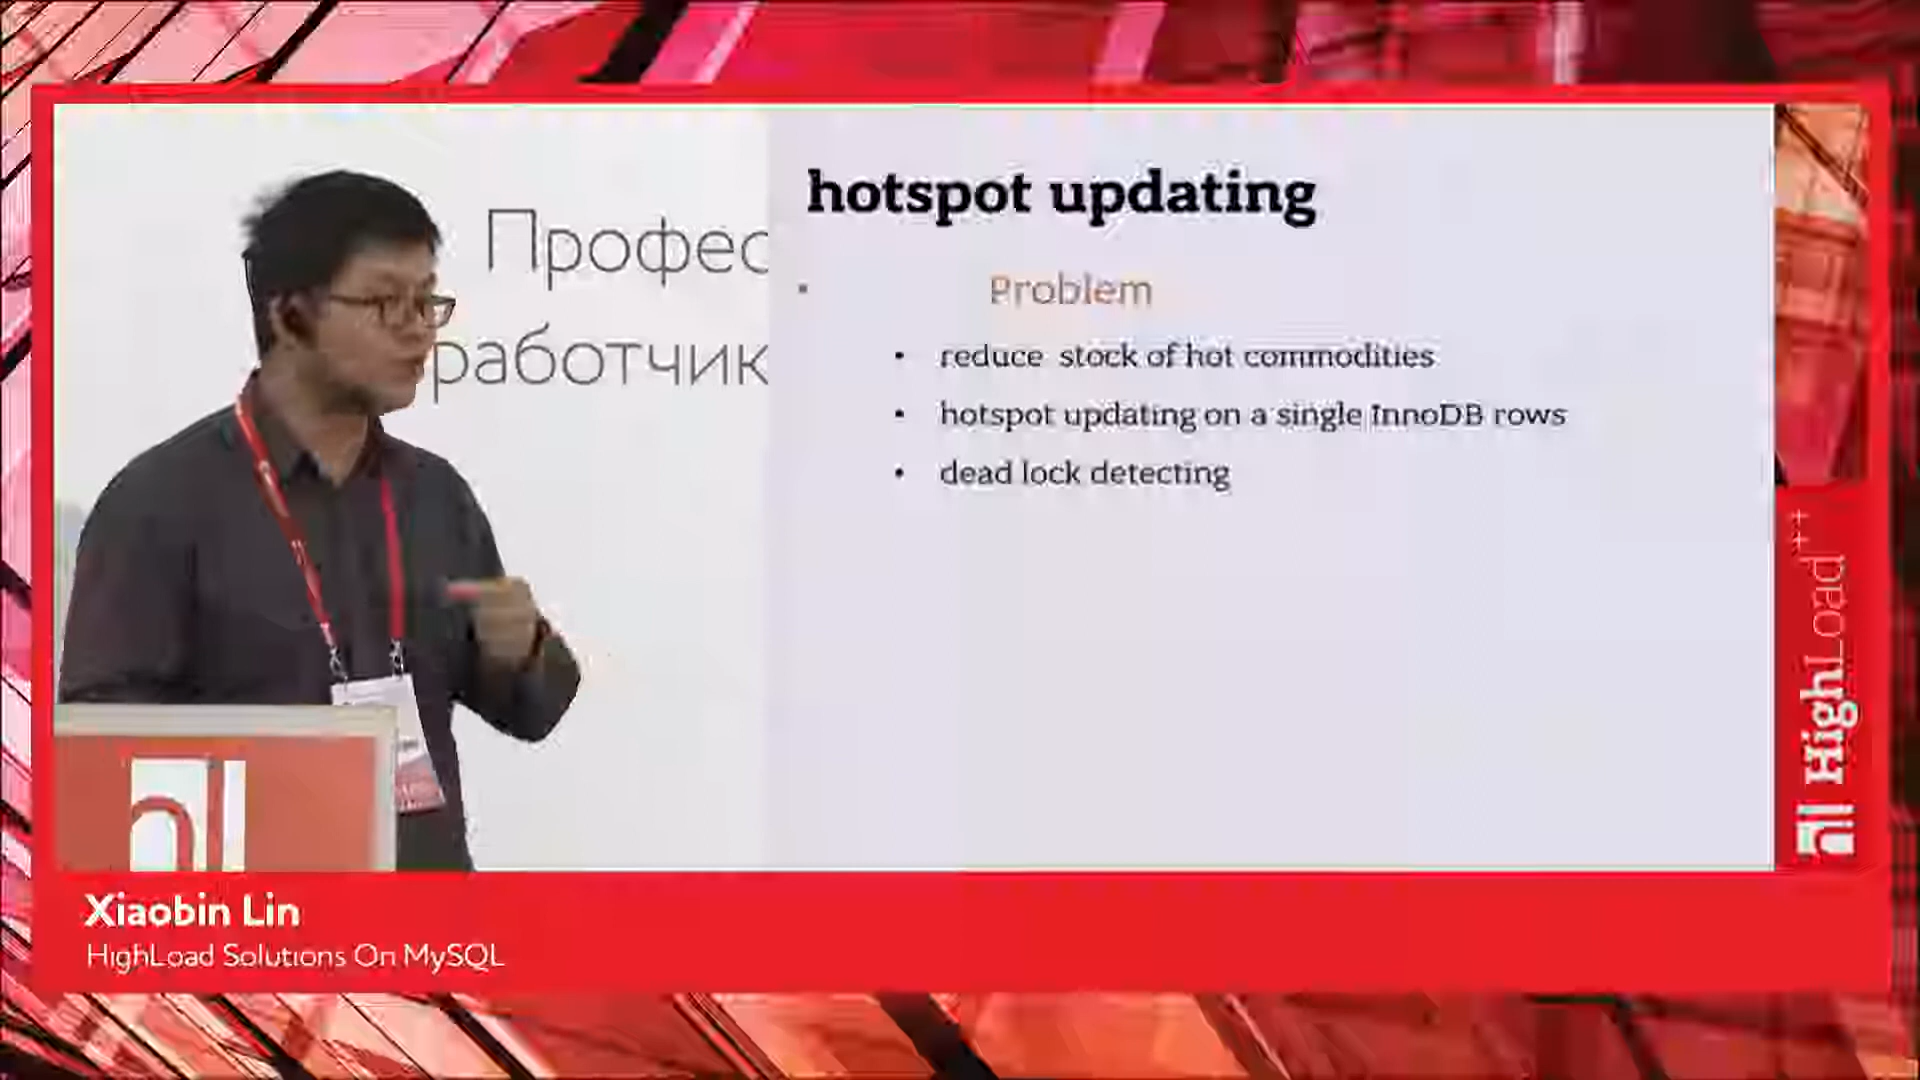 Профес
работчик
hotspot updating
• Problem
• reduce stock of hot commodities
• hotspot updating on a single InnoDB rows
• dead lock detecting
HighLoad++
Xiaobin Lin
HighLoad Solutions On MySQL